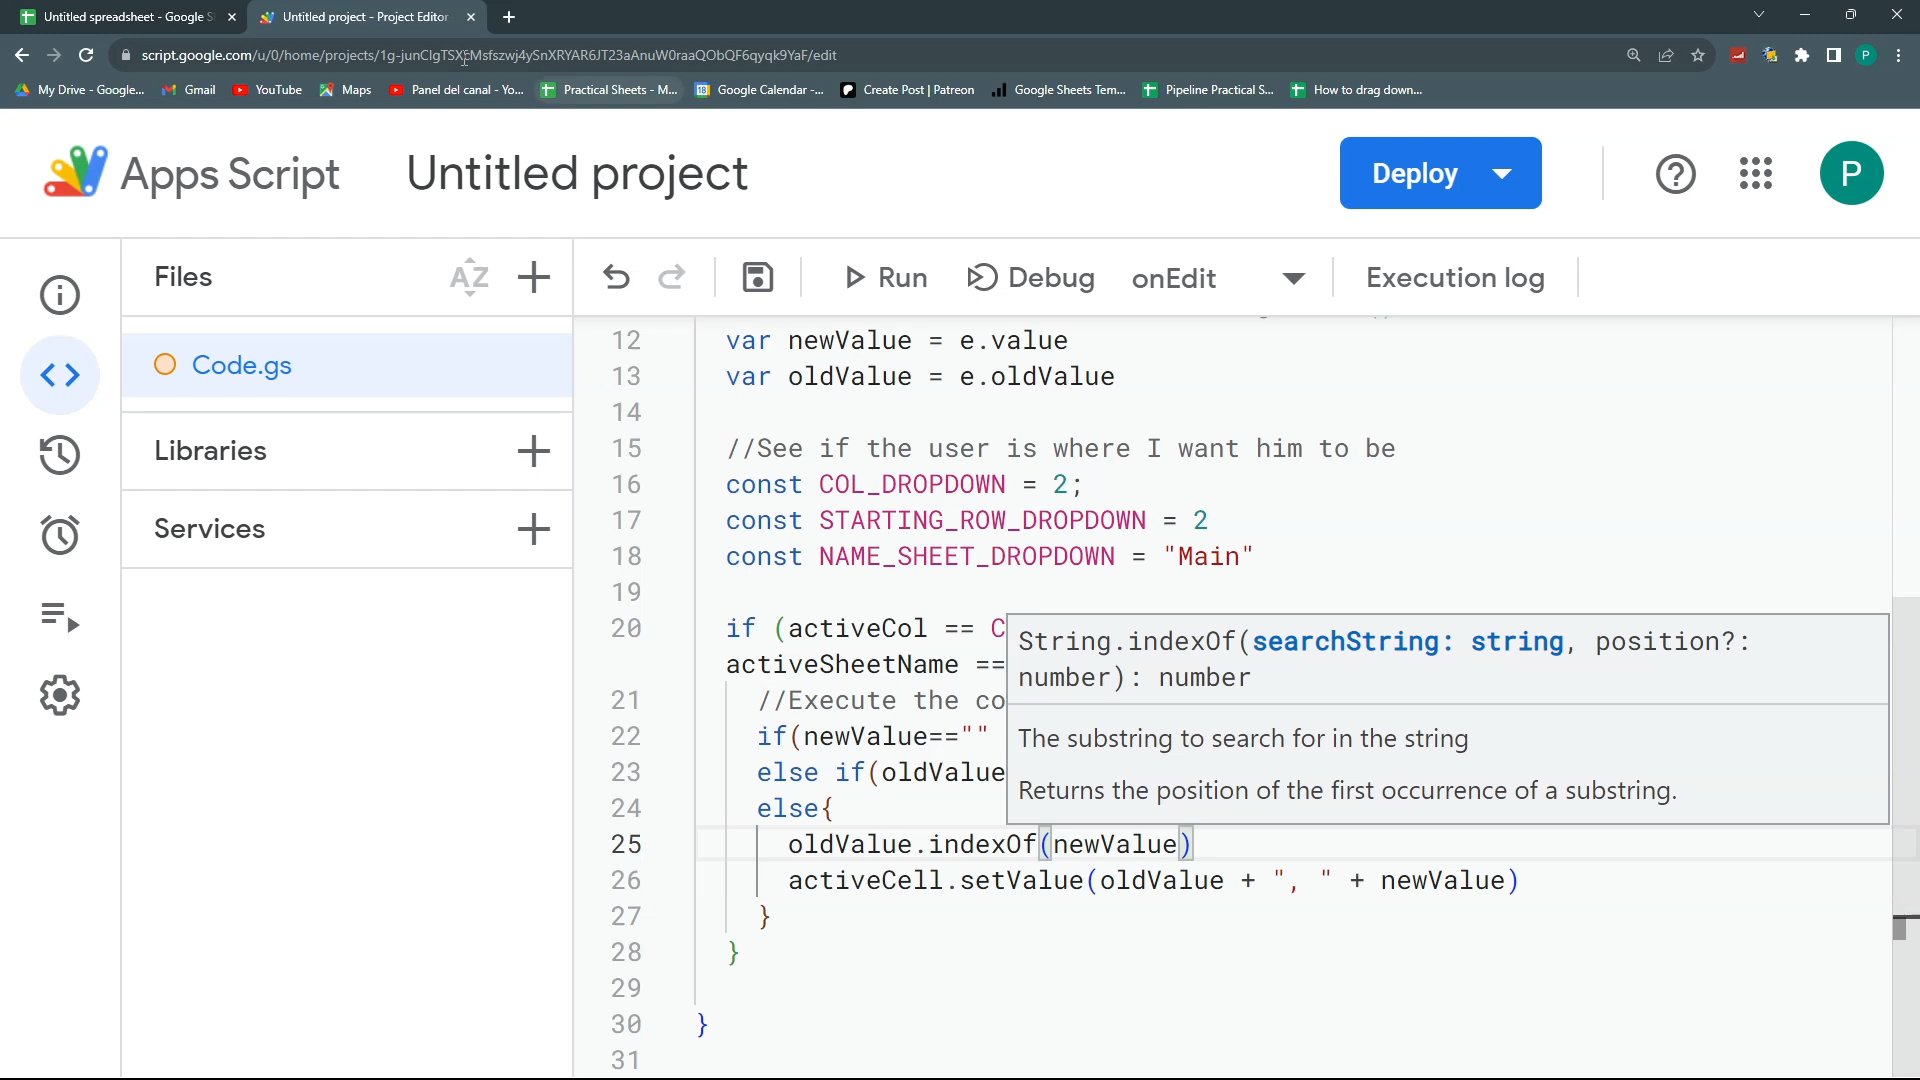 Untitled spreadsheet - Google S
Untitled project - Project Editor
script.google.com/u/0/home/projects/1g-junClgTSXcMsfszwj4ySnXRYAR6JT23aAnuW0raaQObQF6qyqk9YaF/edit
P
My Drive - Google...
Gmail
YouTube
Maps
Panel del canal - Yo...
Practical Sheets - M...
18
Google Calendar -...
Create Post | Patreon
Google Sheets Tem...
Pipeline Practical S...
How to drag down...
Apps Script
Untitled project
Deploy
P
Files
AZ
Run
Debug
onEdit
Execution log
Code.gs
Libraries
Services
12 var newValue = e.value
13 var oldValue = e.oldValue
14
15 //See if the user is where I want him to be
16 const COL_DROPDOWN = 2;
17 const STARTING_ROW_DROPDOWN = 2
18 const NAME_SHEET_DROPDOWN = "Main"
19
20 if (activeCol == C
activeSheetName ==
21 //Execute the co
22 if(newValue==""
23 else if(oldValue
24 else{
25 oldValue.indexOf(newValue)
26 activeCell.setValue(oldValue + ", " + newValue)
27 }
28 }
29
30 }
31
String.indexOf(searchString: string, position?:
number): number
The substring to search for in the string
Returns the position of the first occurrence of a substring.